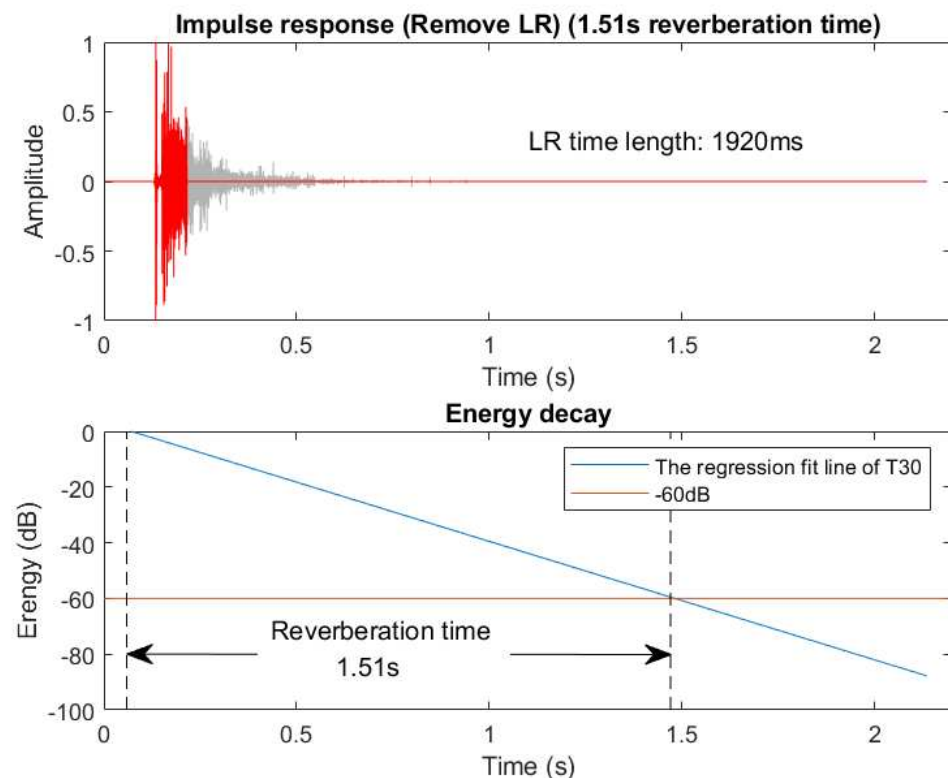 Impulse response (Remove LR) (1.51s reverberation time)
1
0.5
0
-0.5
-1
Amplitude
LR time length: 1920ms
0 0.5 1 1.5 2
Time (s)
Energy decay
0
-20
-40
-60
-80
-100
Erengy (dB)
The regression fit line of T30
-60dB
Reverberation time
1.51s
0 0.5 1 1.5 2
Time (s)